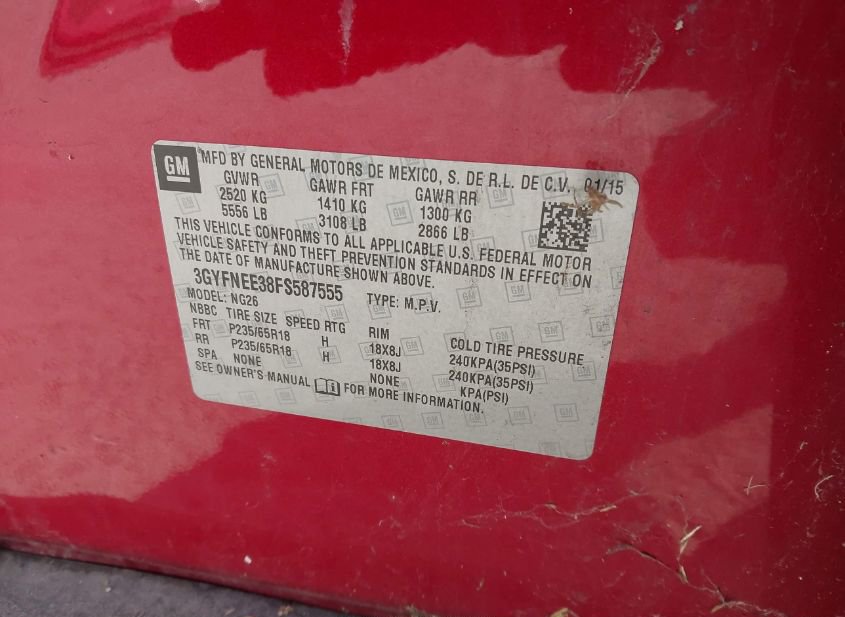 GM MFD BY GENERAL MOTORS DE MEXICO, S. DE R.L. DE C.V., 01/15
GVWR GAWR FRT GAWR RR
2520 KG 1410 KG 1300 KG
5556 LB 3108 LB 2866 LB
THIS VEHICLE CONFORMS TO ALL APPLICABLE U.S. FEDERAL MOTOR
VEHICLE SAFETY AND THEFT PREVENTION STANDARDS IN EFFECT ON
THE DATE OF MANUFACTURE SHOWN ABOVE.
3GYFNEE38FS587555 TYPE: M.P.V.
MODEL: NG26
NBBC TIRE SIZE SPEED RTG RIM COLD TIRE PRESSURE
FRT P235/65R18 H 18X8J 240KPA(35PSI)
RR P235/65R18 H 18X8J 240KPA(35PSI)
SPA NONE NONE KPA(PSI)
SEE OWNER'S MANUAL FOR MORE INFORMATION.